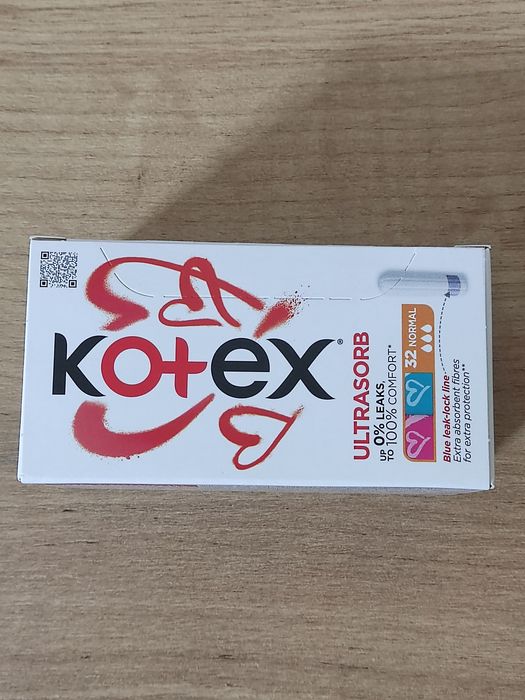 Kotex®
ULTRASORB
UP 0% LEAKS,
TO 100% COMFORT*
32 NORMAL
Blue leak-lock line
Extra absorbent fibres
for extra protection**